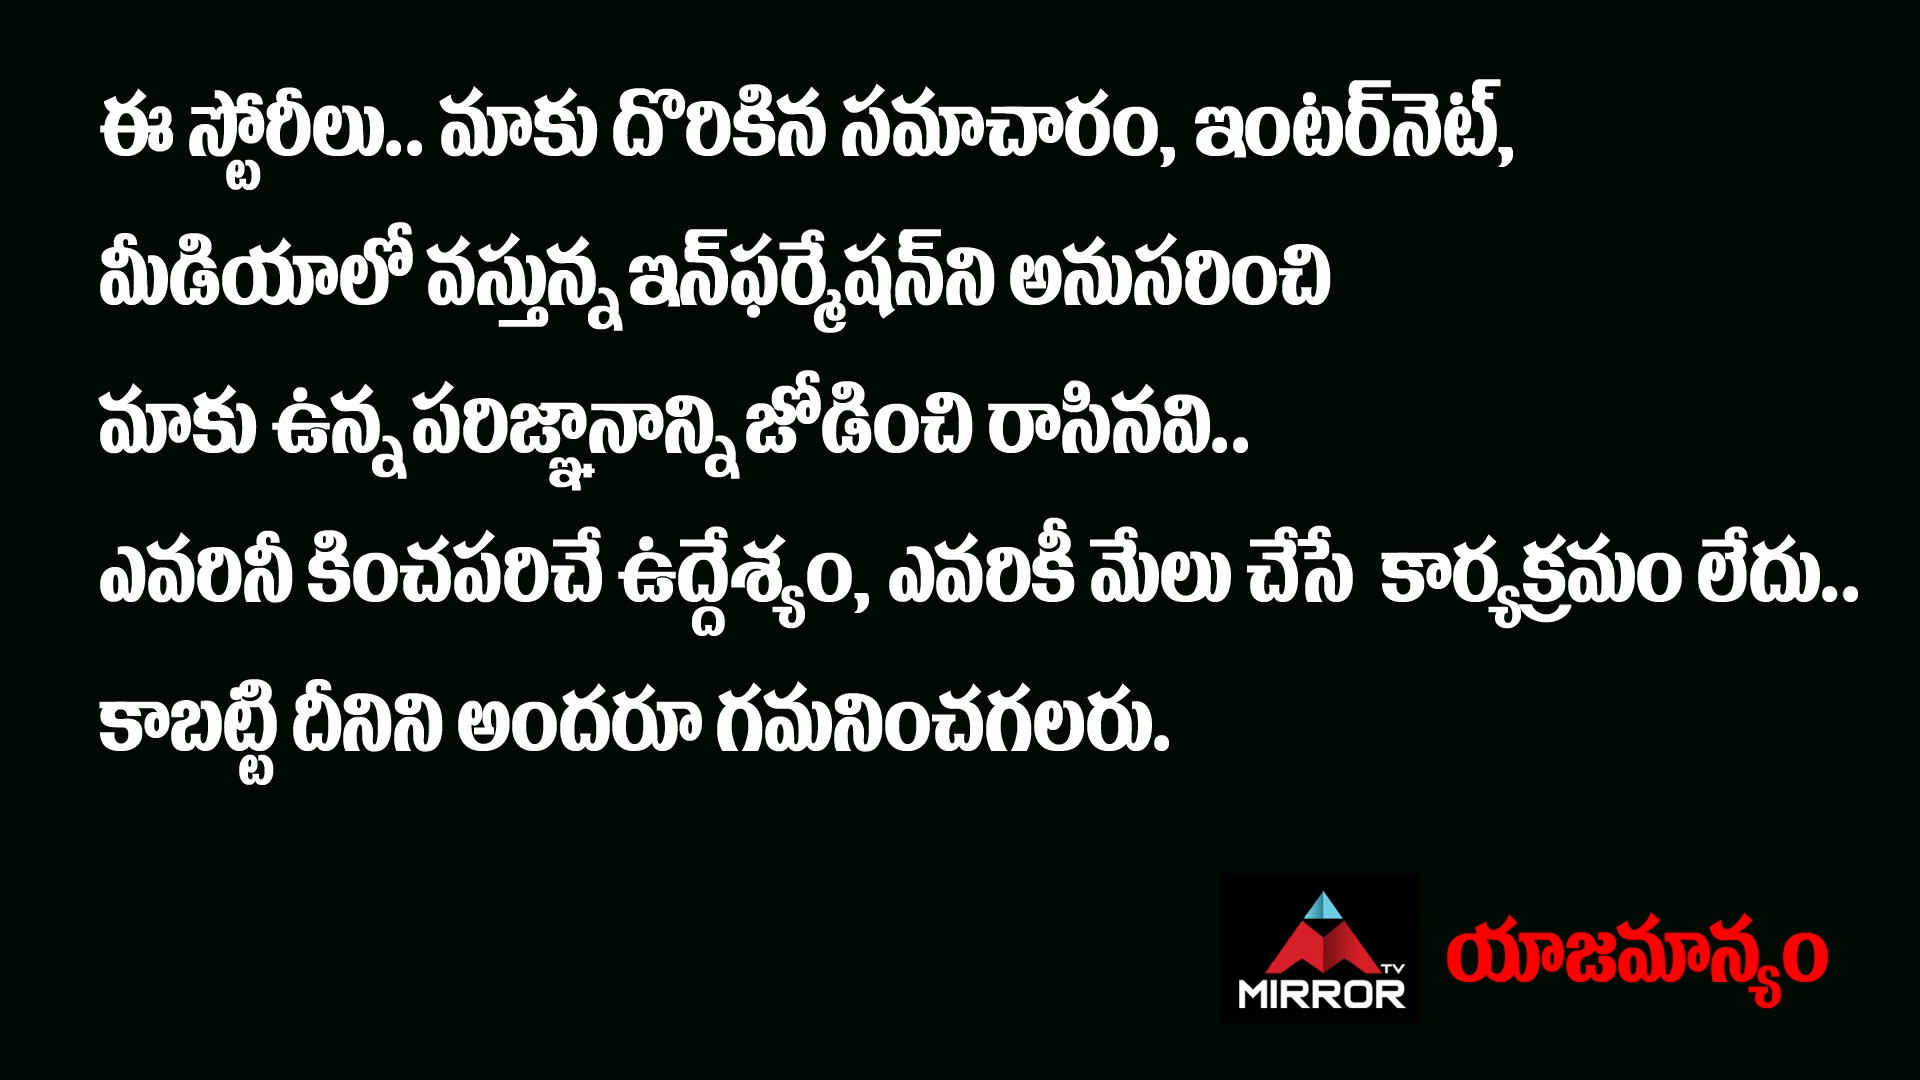 ఈ స్టోరీలు.. మాకు దొరికిన సమాచారం, ఇంటర్‌నెట్,
మీడియాలో వస్తున్న ఇన్‌ఫర్మేషన్‌ని అనుసరించి
మాకు ఉన్న పరిజ్ఞానాన్ని జోడించి రాసినవి..
ఎవరినీ కించపరిచే ఉద్దేశ్యం, ఎవరికీ మేలు చేసే కార్యక్రమం లేదు..
కాబట్టి దీనిని అందరూ గమనించగలరు.
TV
MIRROR
యాజమాన్యం